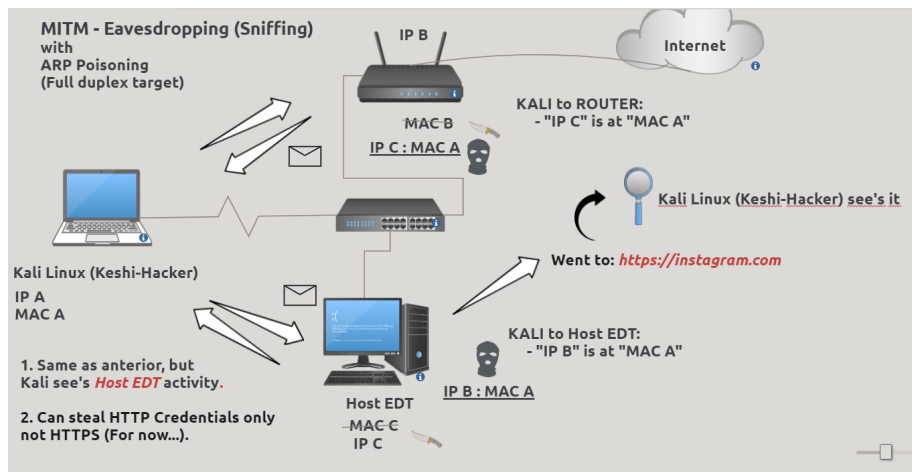 MITM - Eavesdropping (Sniffing)
with
ARP Poisoning
(Full duplex target)
IP B
Internet
MAC B
IP C : MAC A
KALI to ROUTER:
- "IP C" is at "MAC A"
Kali Linux (Keshi-Hacker) see's it
Went to: https://instagram.com
Kali Linux (Keshi-Hacker)
IP A
MAC A
KALI to Host EDT:
- "IP B" is at "MAC A"
IP B : MAC A
1. Same as anterior, but
Kali see's Host EDT activity.
2. Can steal HTTP Credentials only
not HTTPS (For now...).
:(
Host EDT
MAC C
IP C